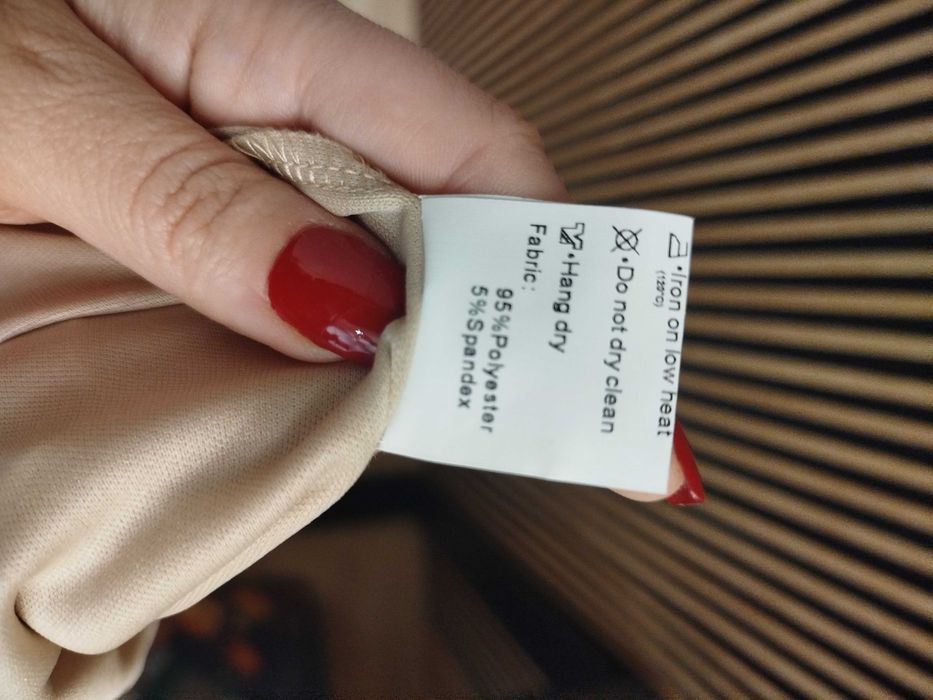 •Iron on low heat
(120°C)
•Do not dry clean
•Hang dry
Fabric:
95%Polyester
5%Spandex